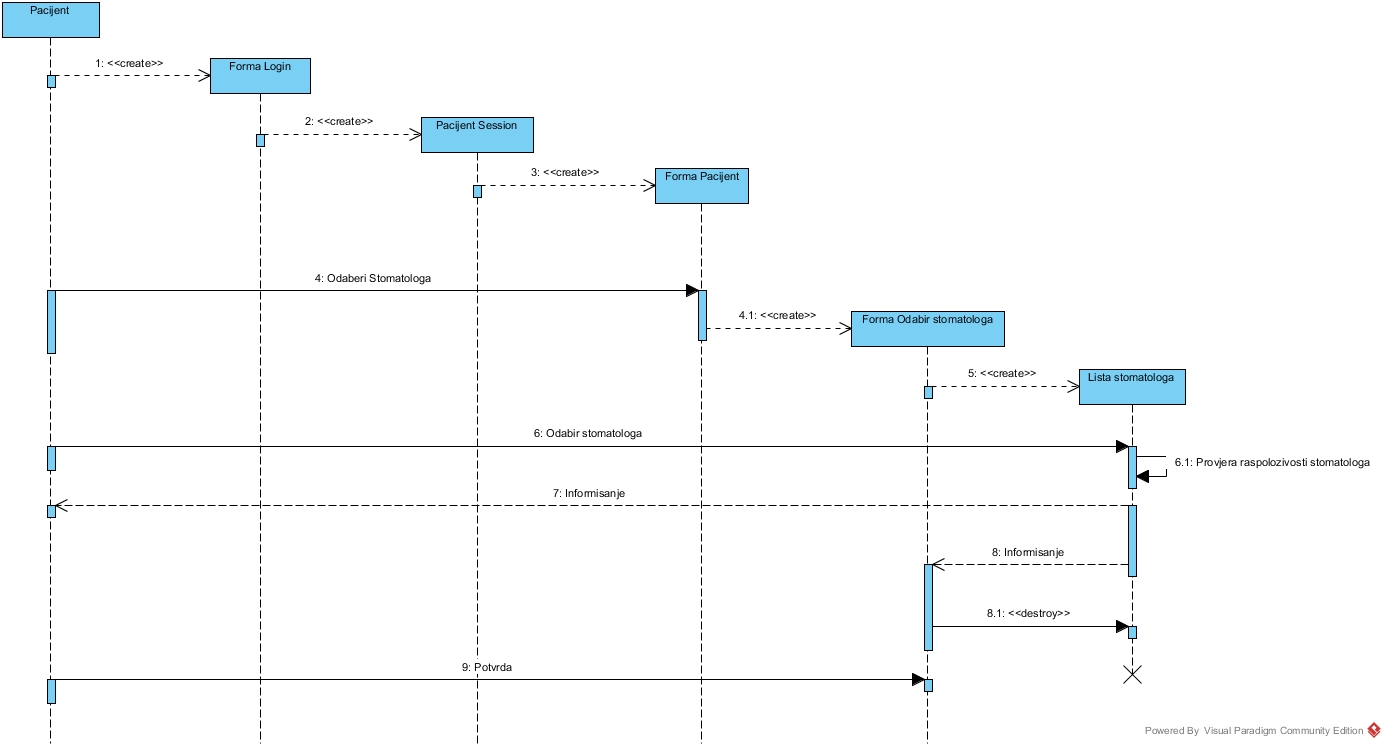 Pacijent
1: <<create>>
Forma Login
2: <<create>>
Pacijent Session
3: <<create>>
Forma Pacijent
4: Odaberi Stomatologa
4.1: <<create>>
Forma Odabir stomatologa
5: <<create>>
Lista stomatologa
6: Odabir stomatologa
6.1: Provjera raspolozivosti stomatologa
7: Informisanje
8: Informisanje
8.1: <<destroy>>
9: Potvrda
Powered By Visual Paradigm Community Edition